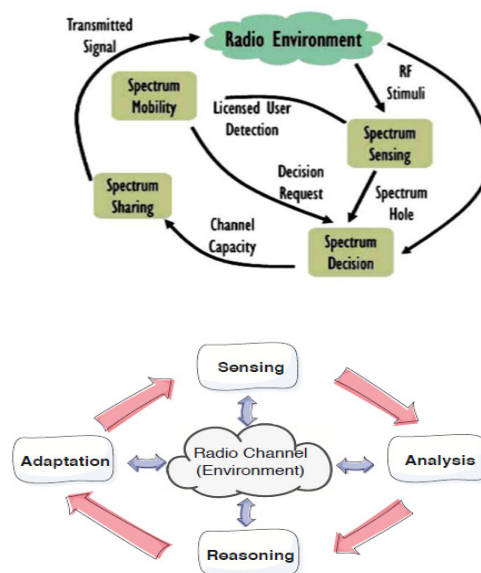 Transmitted
Signal
Radio Environment
RF
Stimuli
Spectrum
Mobility
Licensed User
Detection
Spectrum
Sensing
Decision
Request
Spectrum
Hole
Spectrum
Sharing
Channel
Capacity
Spectrum
Decision
Sensing
Adaptation
Radio Channel
(Environment)
Analysis
Reasoning